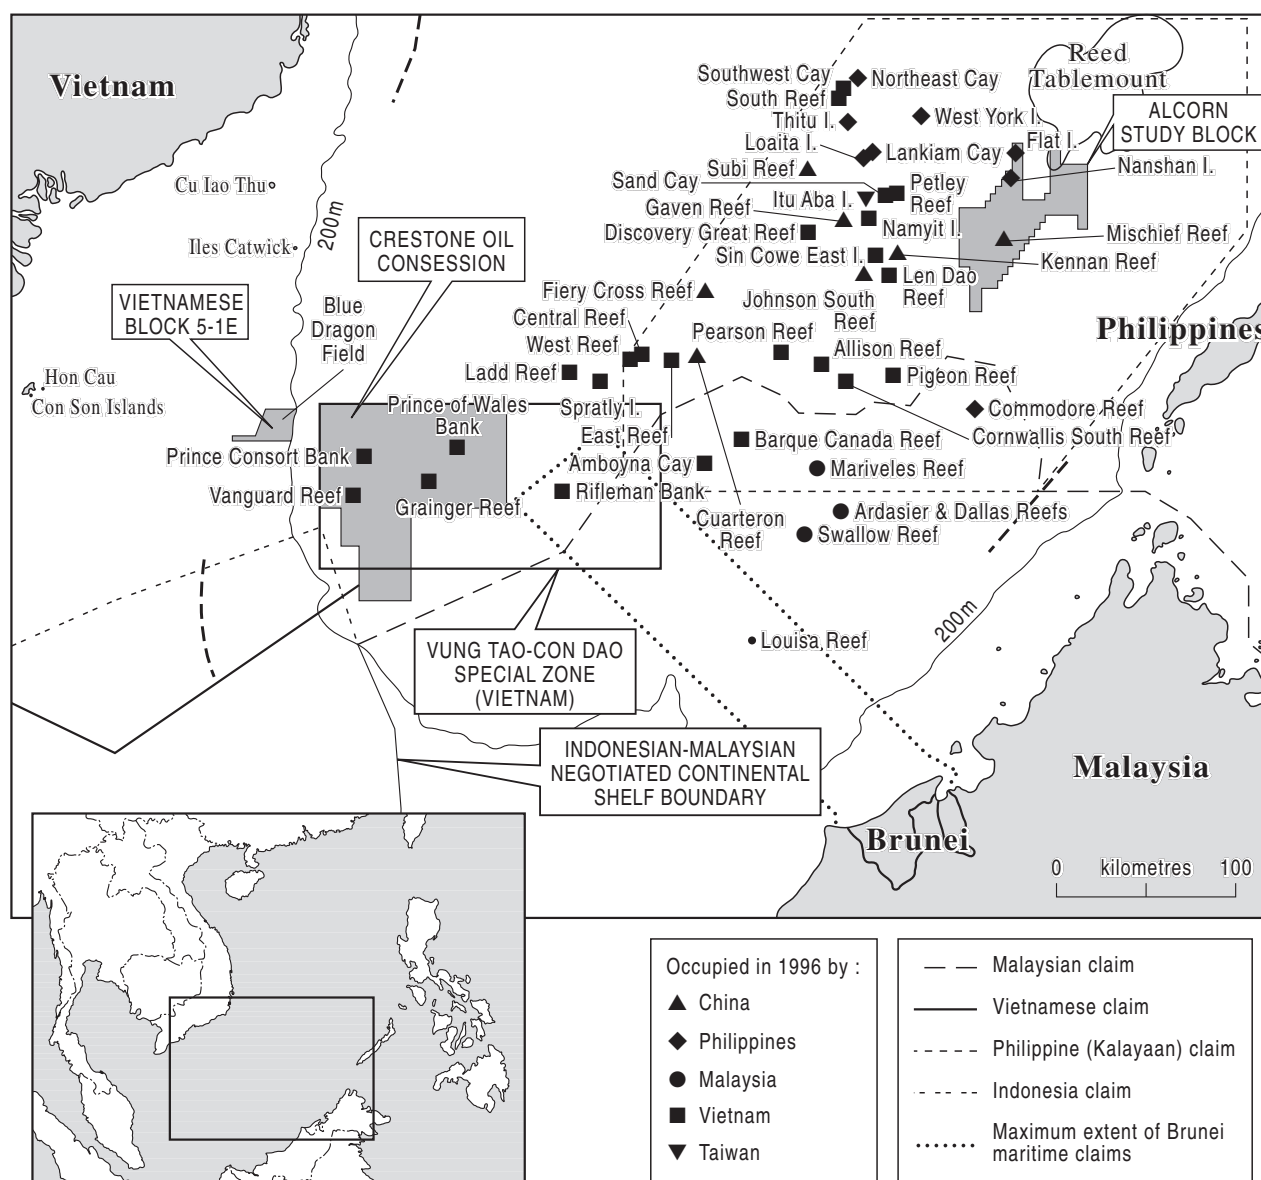 Vietnam
Reed
Tablemount
Southwest Cay
Northeast Cay
South Reef
Thitu I.
West York I.
ALCORN
STUDY BLOCK
Loaita I.
Lankiam Cay
Flat I.
Nanshan I.
Subi Reef
Sand Cay
Itu Aba I.
Petley
Reef
Cu Iao Thu
Gaven Reef
Namyit I.
Discovery Great Reef
Mischief Reef
Iles Catwick
200m
CRESTONE OIL
CONSESSION
Sin Cowe East I.
Kennan Reef
Len Dao
Reef
VIETNAMESE
BLOCK 5-1E
Blue
Dragon
Field
Fiery Cross Reef
Johnson South
Reef
Central Reef
Pearson Reef
Philippines
West Reef
Allison Reef
Hon Cau
Con Son Islands
Ladd Reef
Pigeon Reef
Prince of Wales
Bank
Spratly I.
Commodore Reef
East Reef
Barque Canada Reef
Cornwallis South Reef
Prince Consort Bank
Amboyna Cay
Mariveles Reef
Vanguard Reef
Grainger Reef
Rifleman Bank
Cuarteron
Reef
Ardasier & Dallas Reefs
Swallow Reef
200m
Louisa Reef
VUNG TAO-CON DAO
SPECIAL ZONE
(VIETNAM)
INDONESIAN-MALAYSIAN
NEGOTIATED CONTINENTAL
SHELF BOUNDARY
Malaysia
Brunei
0 kilometres 100
Occupied in 1996 by :
China
Philippines
Malaysia
Vietnam
Taiwan
Malaysian claim
Vietnamese claim
Philippine (Kalayaan) claim
Indonesia claim
Maximum extent of Brunei
maritime claims